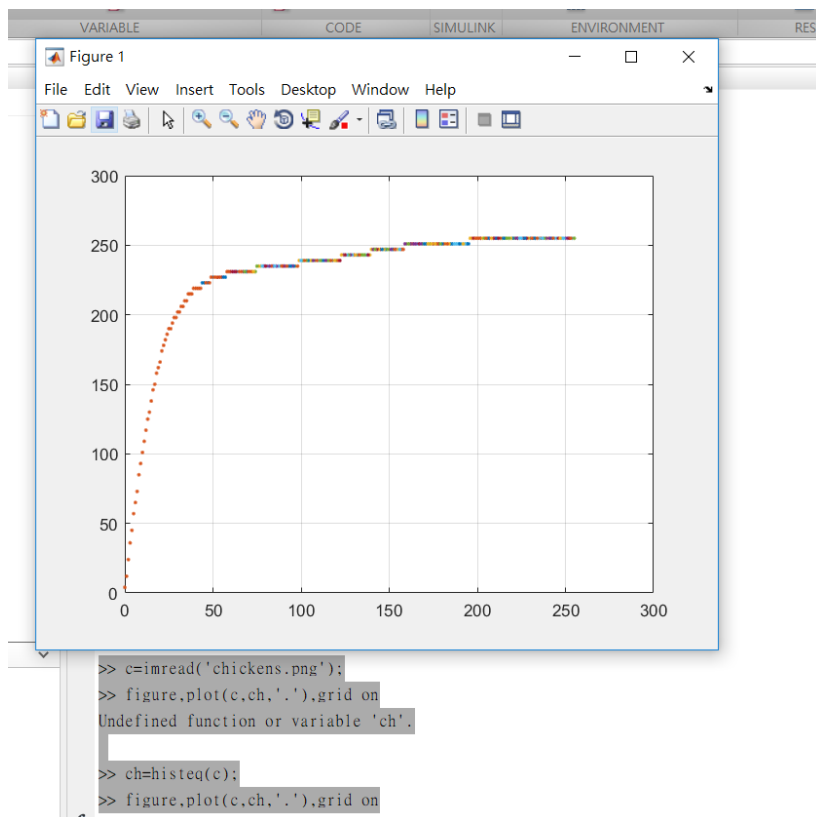 VARIABLE CODE SIMULINK ENVIRONMENT RES
Figure 1
File Edit View Insert Tools Desktop Window Help
300
250
200
150
100
50
0
0 50 100 150 200 250 300
>> c=imread('chickens.png');
>> figure,plot(c,ch,'.'),grid on
Undefined function or variable 'ch'.
>> ch=histeq(c);
>> figure,plot(c,ch,'.'),grid on